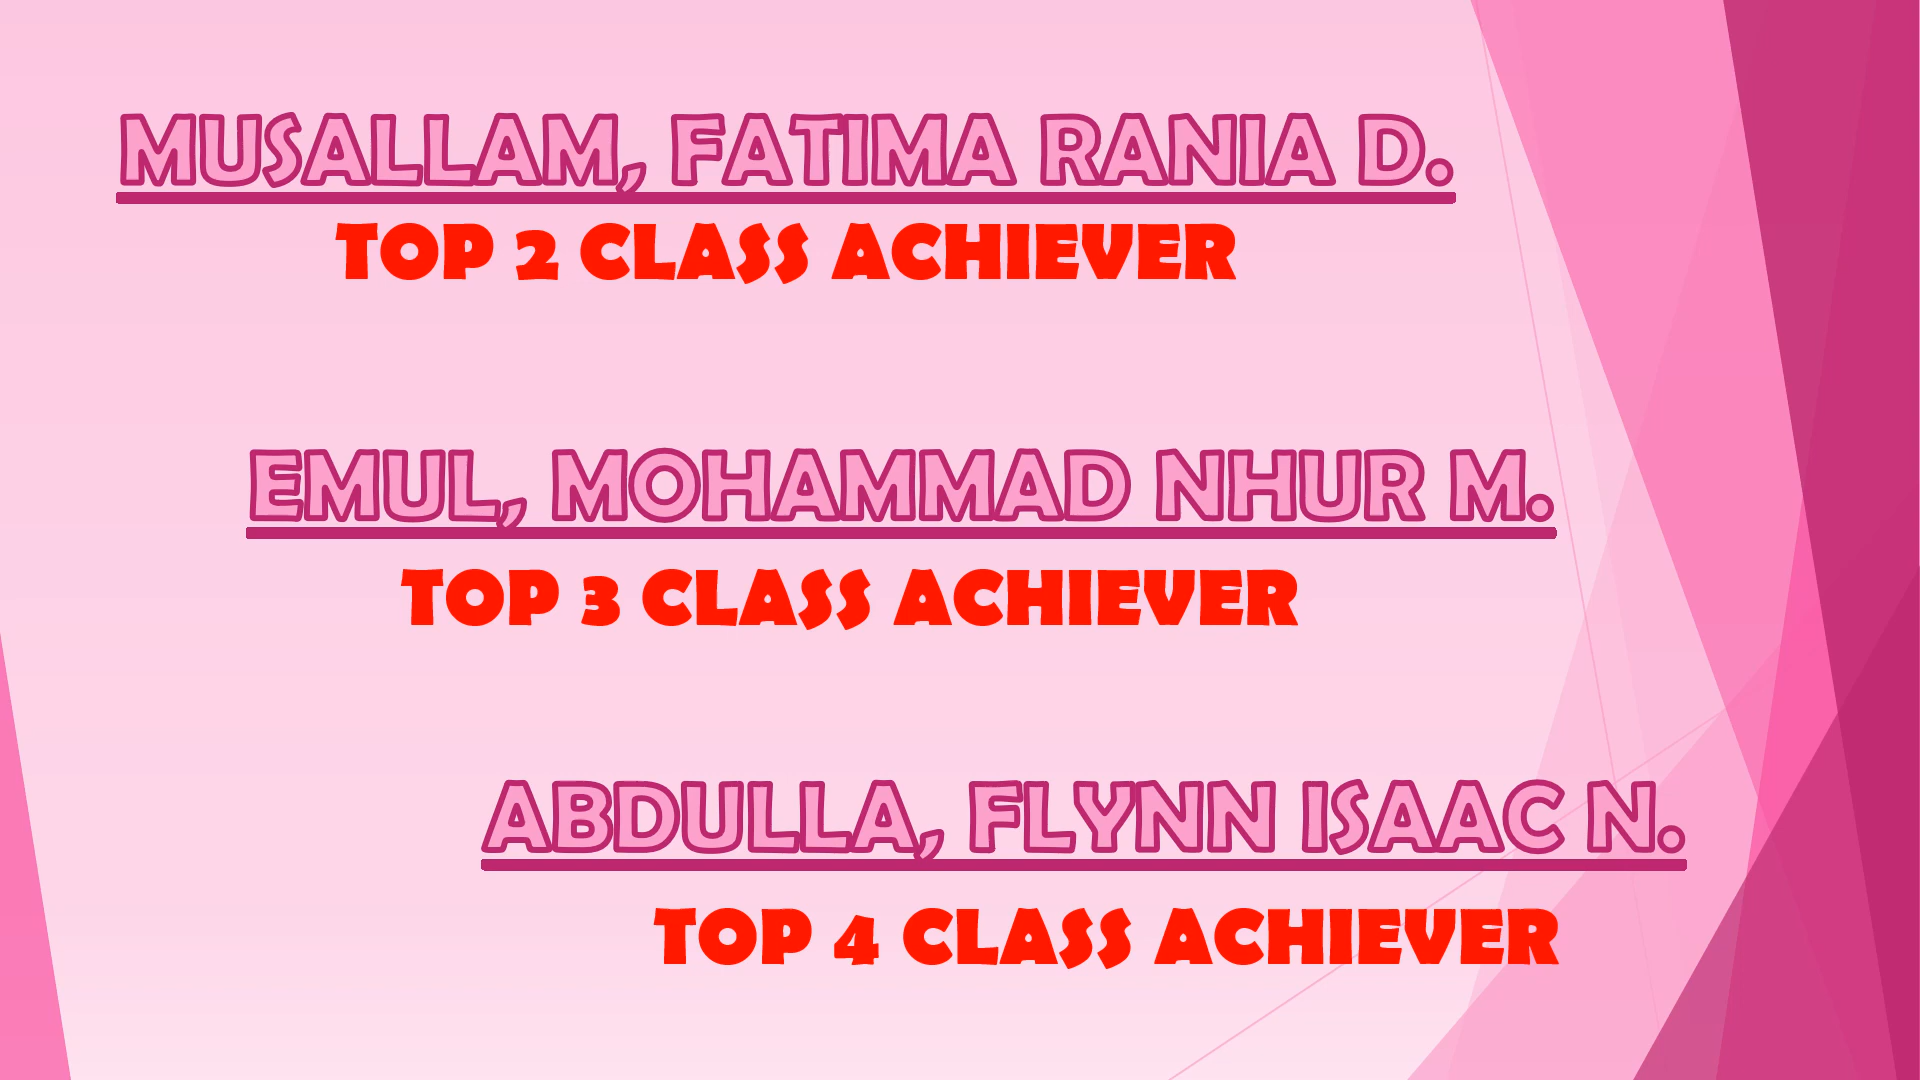 MUSALLAM, FATIMA RANIA D.
TOP 2 CLASS ACHIEVER
EMUL, MOHAMMAD NHUR M.
TOP 3 CLASS ACHIEVER
ABDULLA, FLYNN ISAAC N.
TOP 4 CLASS ACHIEVER